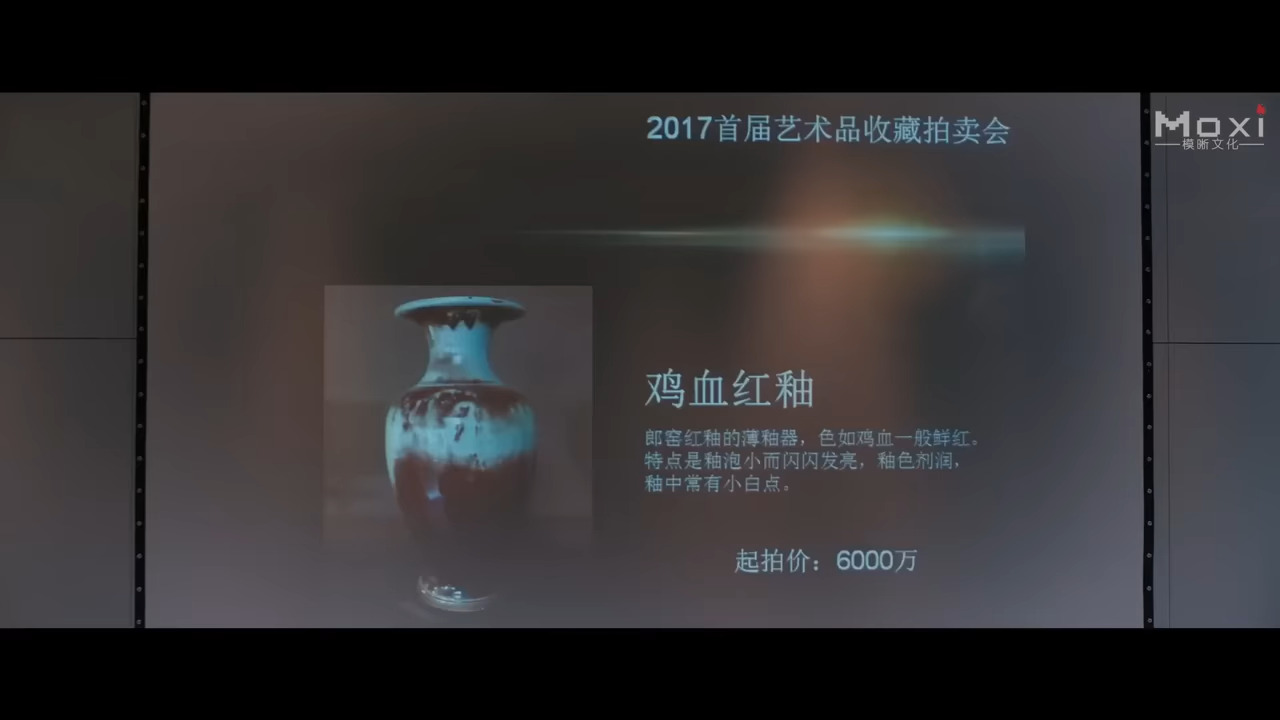 2017首届艺术品收藏拍卖会
Moxi
模晰文化
鸡血红釉
郎窑红釉的薄釉器，色如鸡血一般鲜红。
特点是釉泡小而闪闪发亮，釉色剂润，
釉中常有小白点。
起拍价：6000万